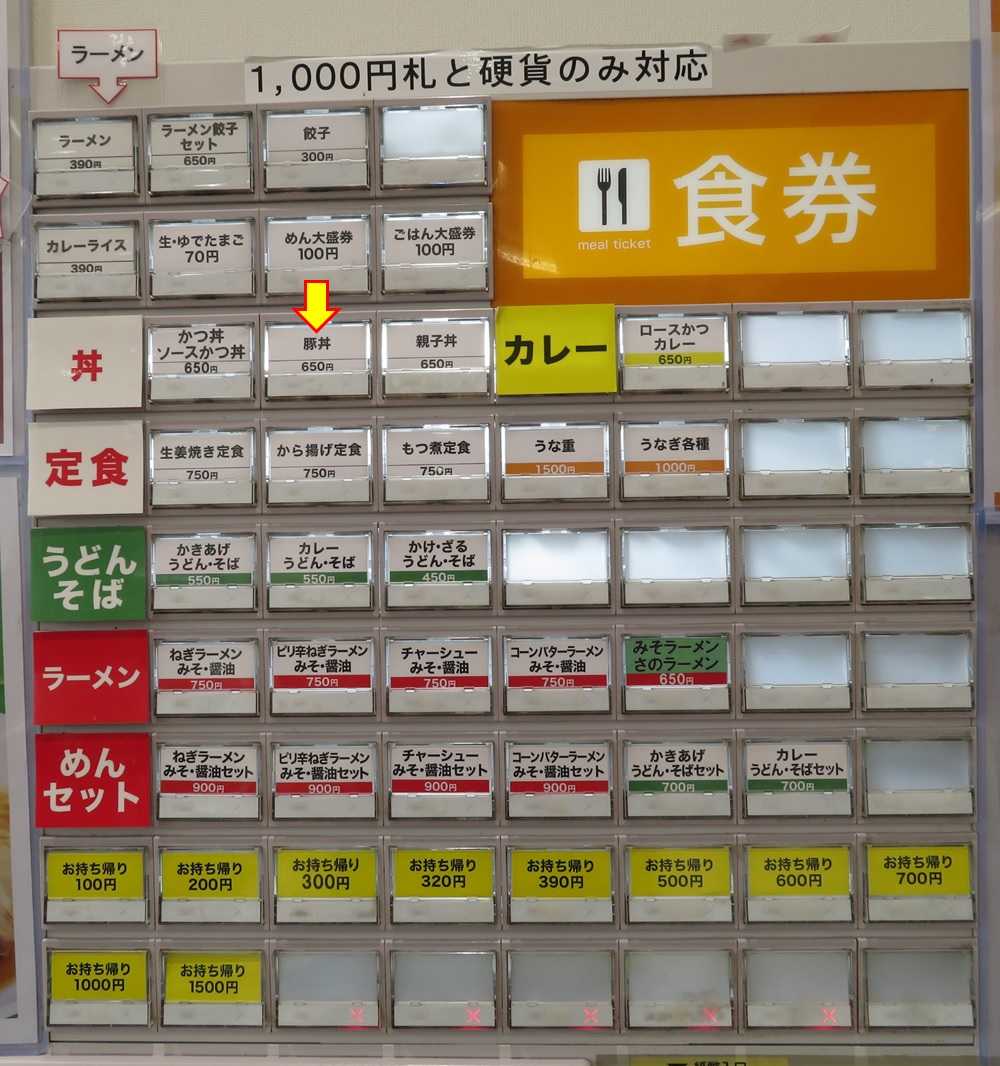 ラーメン
1,000円札と硬貨のみ対応
ラーメン
390円
ラーメン餃子
セット
650円
餃子
300円
食券
meal ticket
カレーライス
390円
生・ゆでたまご
70円
めん大盛券
100円
ごはん大盛券
100円
丼
かつ丼
ソースかつ丼
650円
豚丼
650円
親子丼
650円
カレー
ロースかつ
カレー
650円
定食
生姜焼き定食
750円
から揚げ定食
750円
もつ煮定食
750円
うな重
1500円
うなぎ各種
1000円
うどん
そば
かきあげ
うどん・そば
550円
カレー
うどん・そば
550円
かけ・ざる
うどん・そば
450円
ラーメン
ねぎラーメン
みそ・醤油
750円
ピリ辛ねぎラーメン
みそ・醤油
750円
チャーシュー
みそ・醤油
750円
コーンバターラーメン
みそ・醤油
750円
みそラーメン
さのラーメン
650円
めん
セット
ねぎラーメン
みそ・醤油セット
900円
ピリ辛ねぎラーメン
みそ・醤油セット
900円
チャーシュー
みそ・醤油セット
900円
コーンバターラーメン
みそ・醤油セット
900円
かきあげ
うどん・そばセット
700円
カレー
うどん・そばセット
700円
お持ち帰り
100円
お持ち帰り
200円
お持ち帰り
300円
お持ち帰り
320円
お持ち帰り
390円
お持ち帰り
500円
お持ち帰り
600円
お持ち帰り
700円
お持ち帰り
1000円
お持ち帰り
1500円